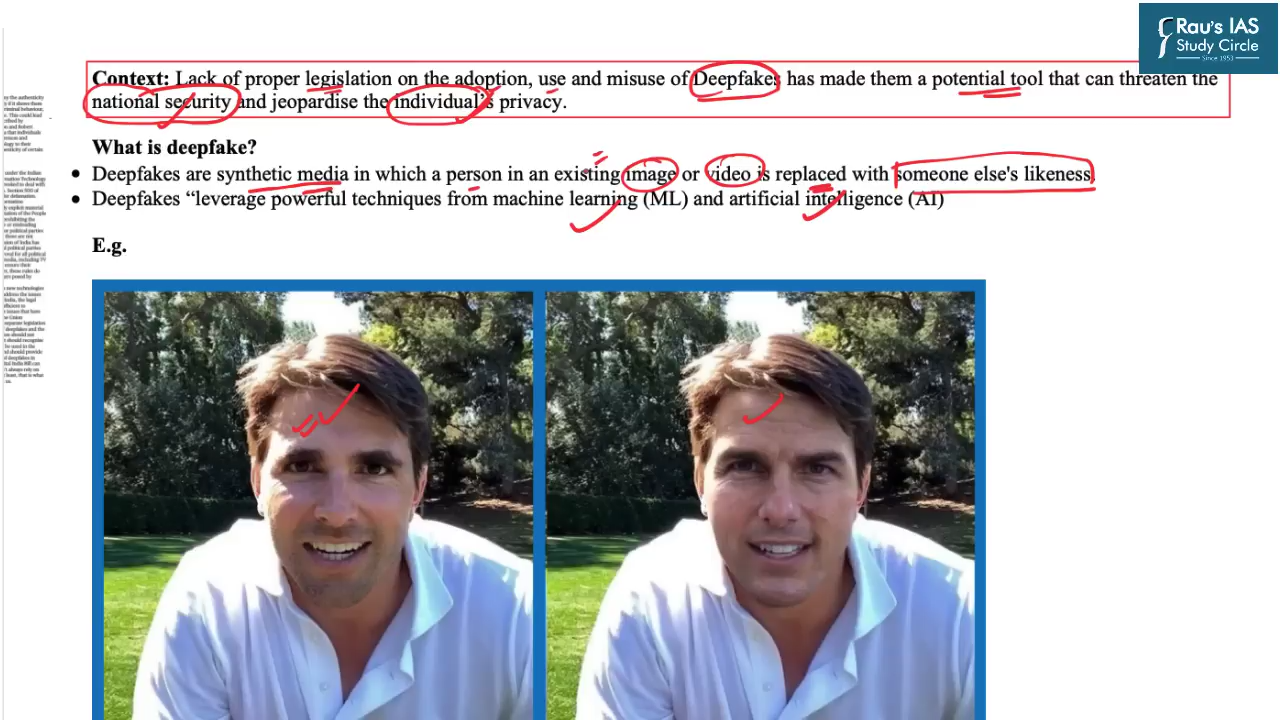 Rau's IAS
Study Circle
Since 1953
Context: Lack of proper legislation on the adoption, use and misuse of Deepfakes has made them a potential tool that can threaten the
national security and jeopardise the individual's privacy.
What is deepfake?
• Deepfakes are synthetic media in which a person in an existing image or video is replaced with someone else's likeness.
• Deepfakes “leverage powerful techniques from machine learning (ML) and artificial intelligence (AI)
E.g.